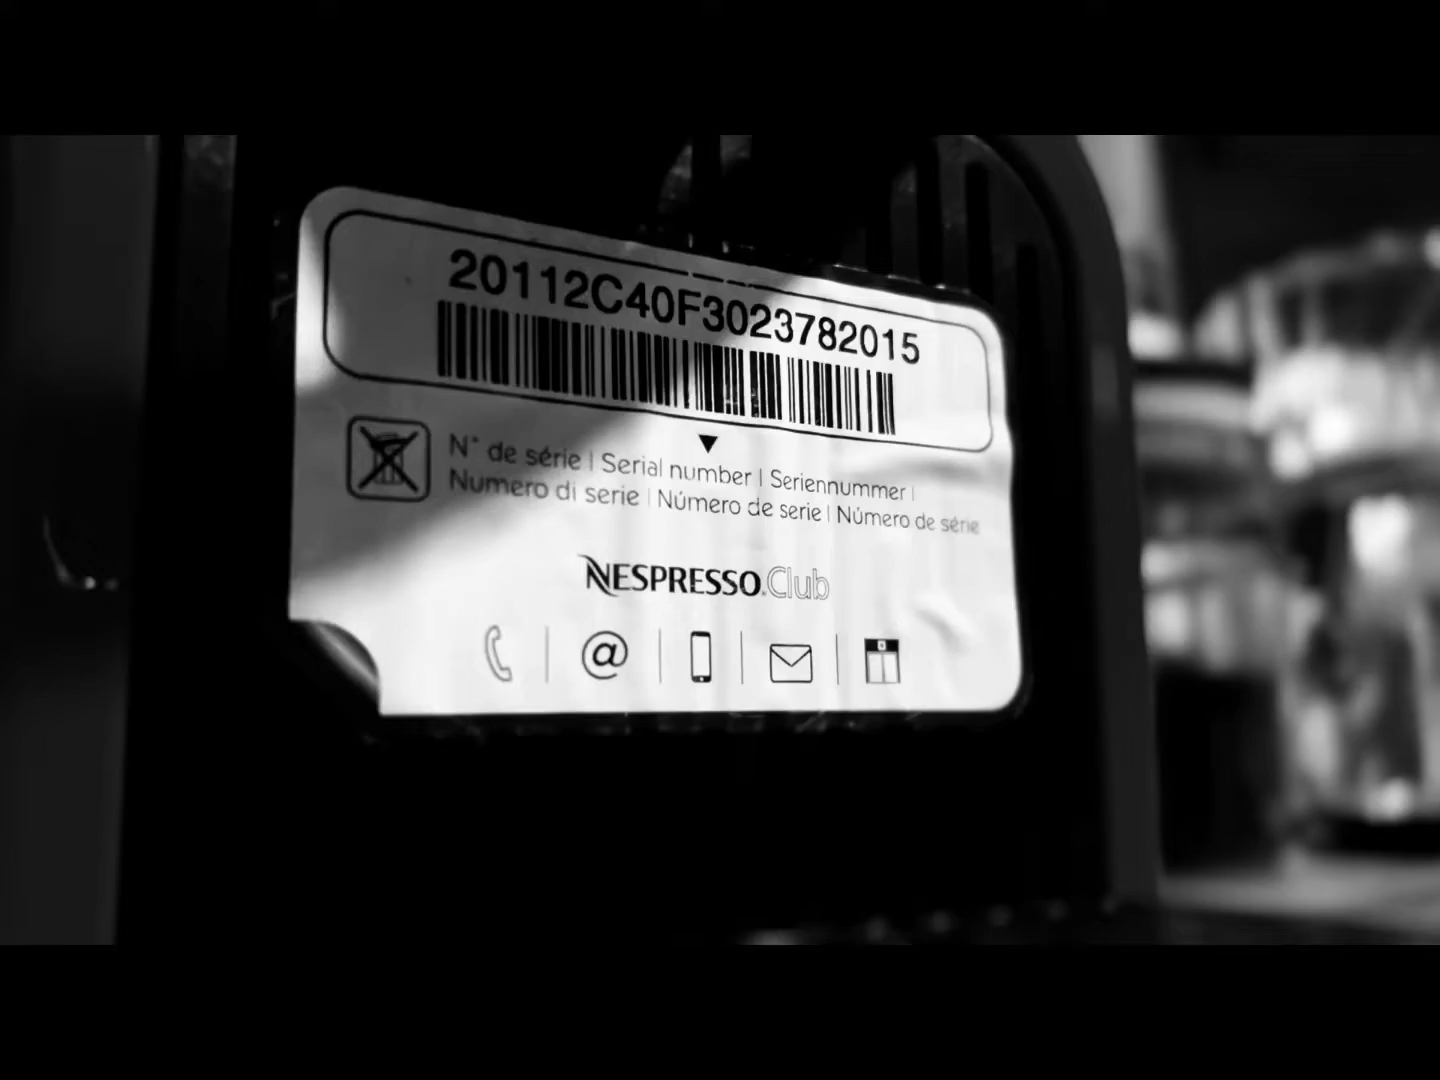 20112C40F3023782015
N° de série | Serial number | Seriennummer |
Numero di serie | Número de serie | Número de série
NESPRESSO.Club
@